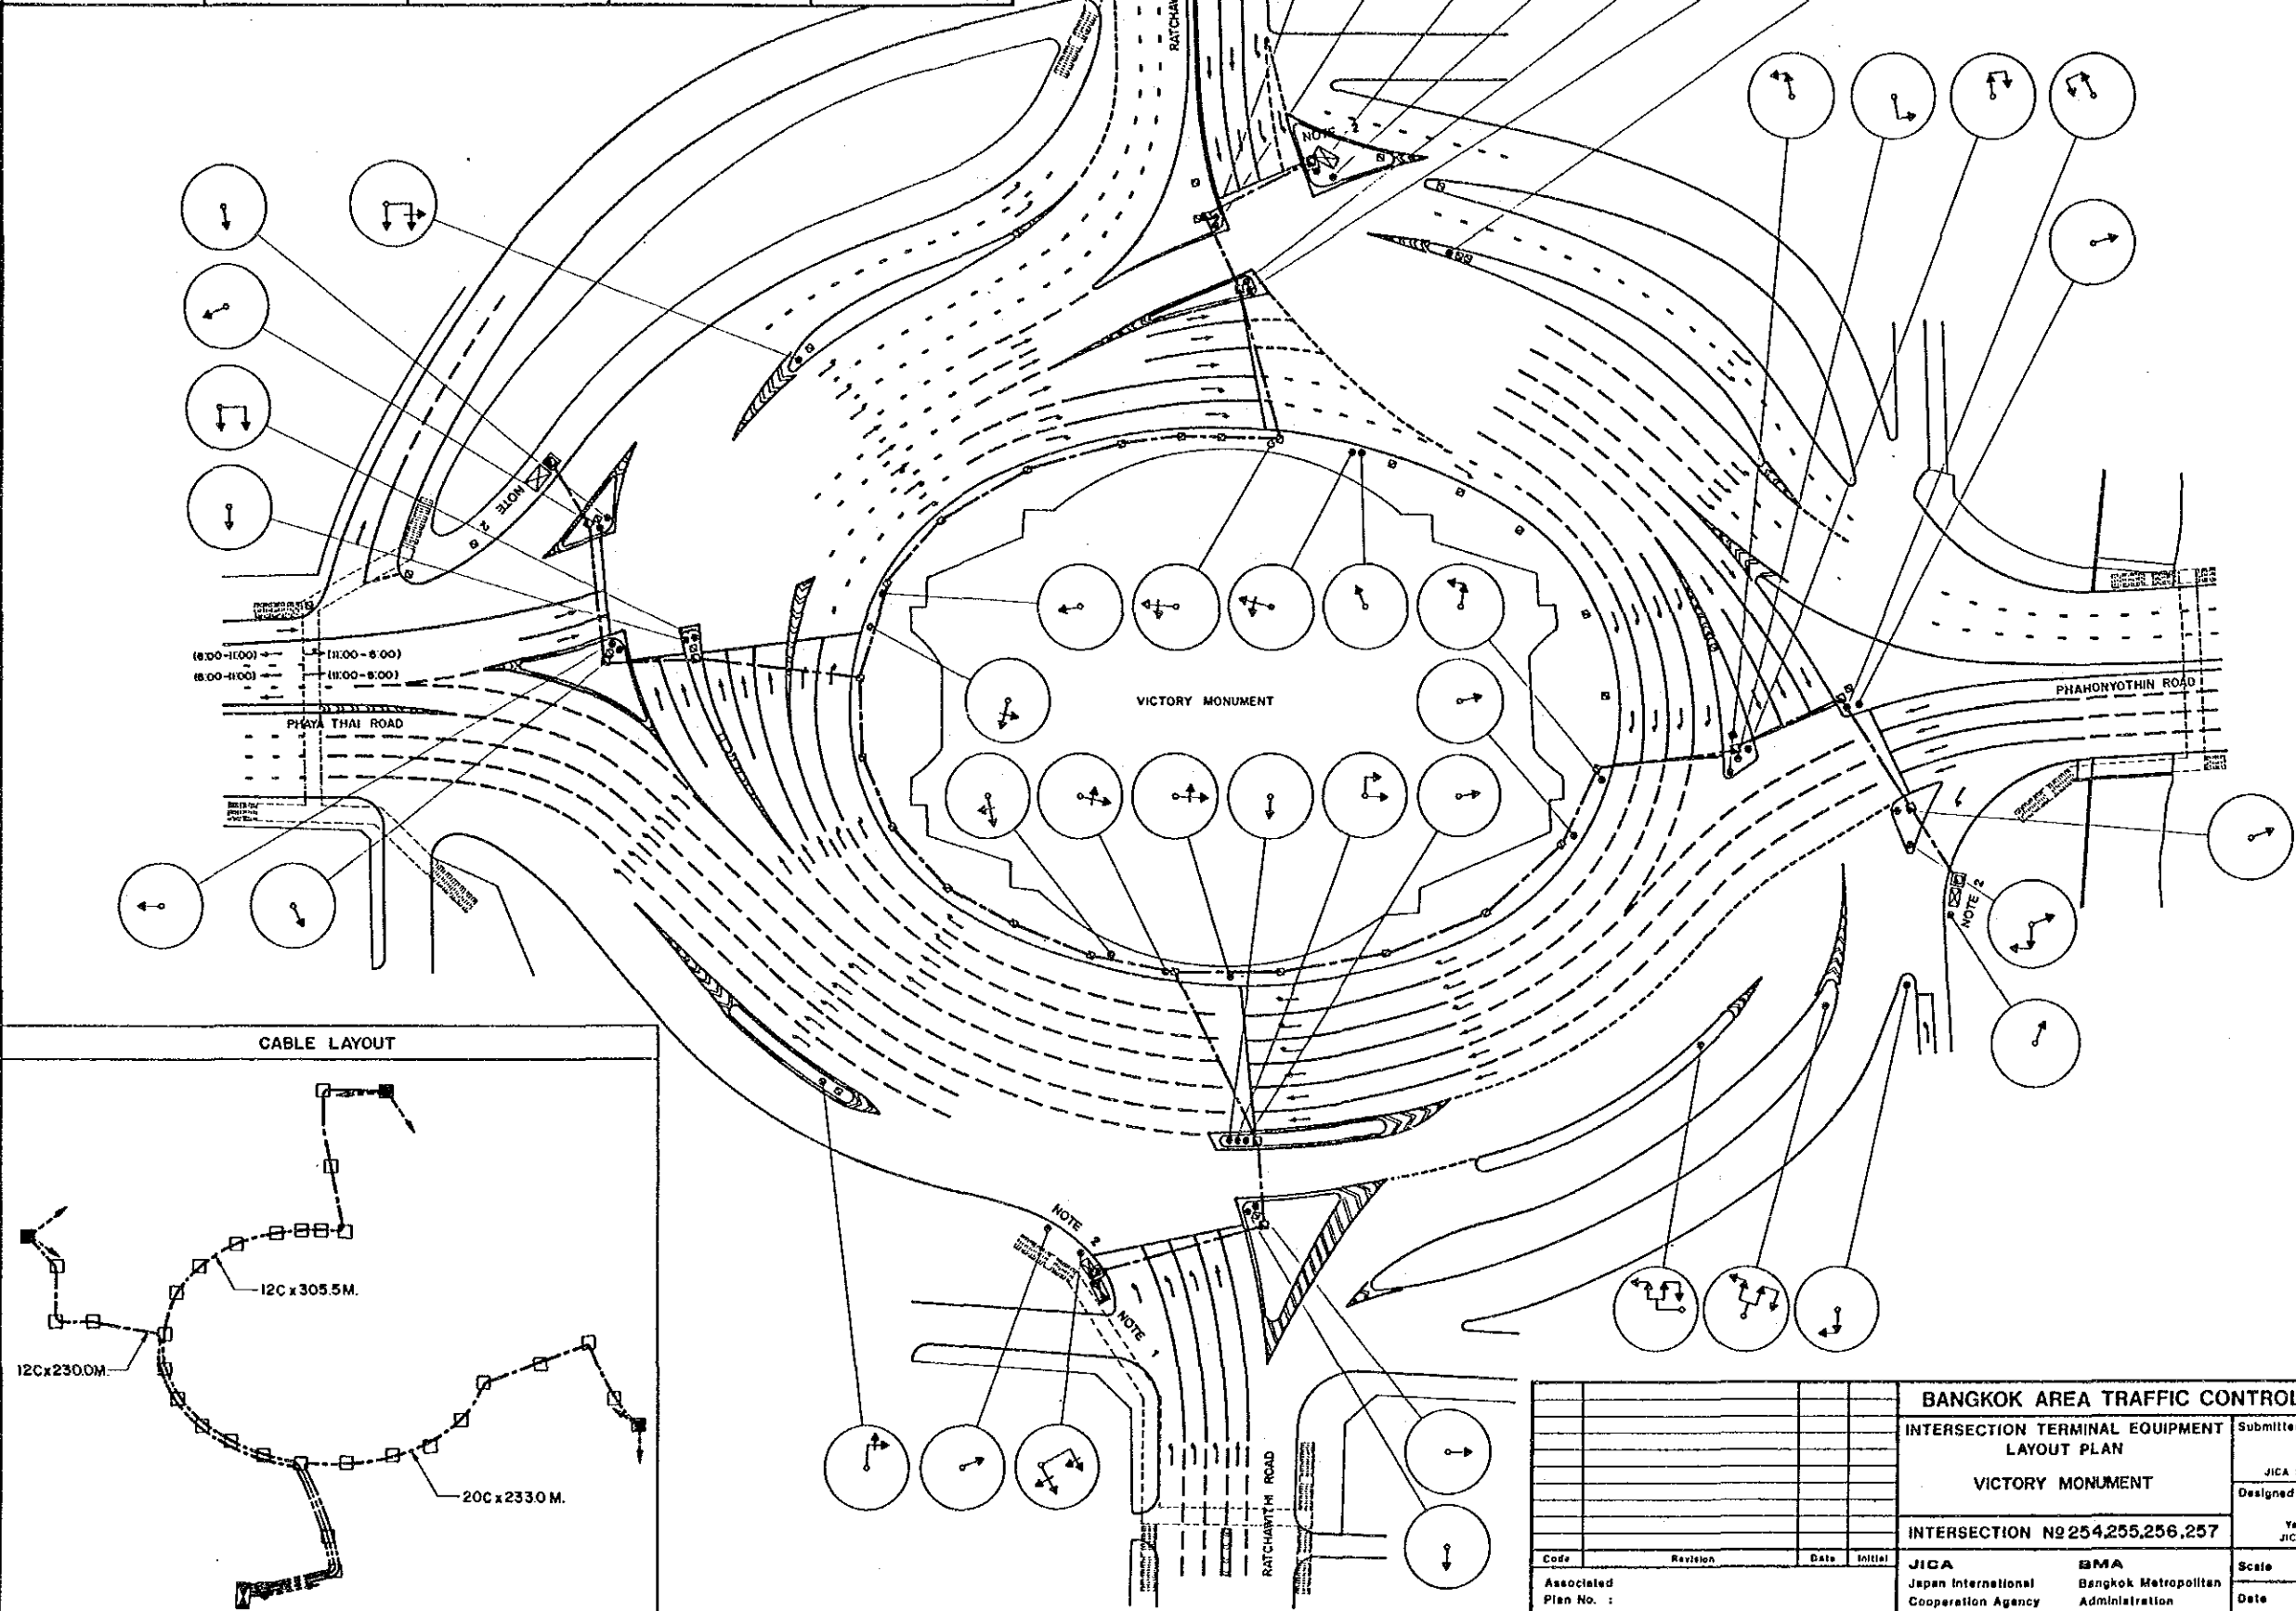 RATCHAW
NOTE 2
NOTE 2
(6:00-11:00)
(11:00-6:00)
(6:00-11:00)
(11:00-6:00)
PHAYA THAI ROAD
VICTORY MONUMENT
PHAHONYOTHIN ROAD
NOTE 2
CABLE LAYOUT
12C x 305.5M.
12C x 230.0M.
20C x 233.0 M.
NOTE 2
NOTE 1
RATCHAWITHI ROAD
BANGKOK AREA TRAFFIC CONTROL
INTERSECTION TERMINAL EQUIPMENT
LAYOUT PLAN
VICTORY MONUMENT
INTERSECTION No 254,255,256,257
Submitte
JICA
Designed
JIC
Code Revision Date Initial
Associated
Plan No. :
JICA
Japan International
Cooperation Agency
BMA
Bangkok Metropolitan
Administration
Scale
Date